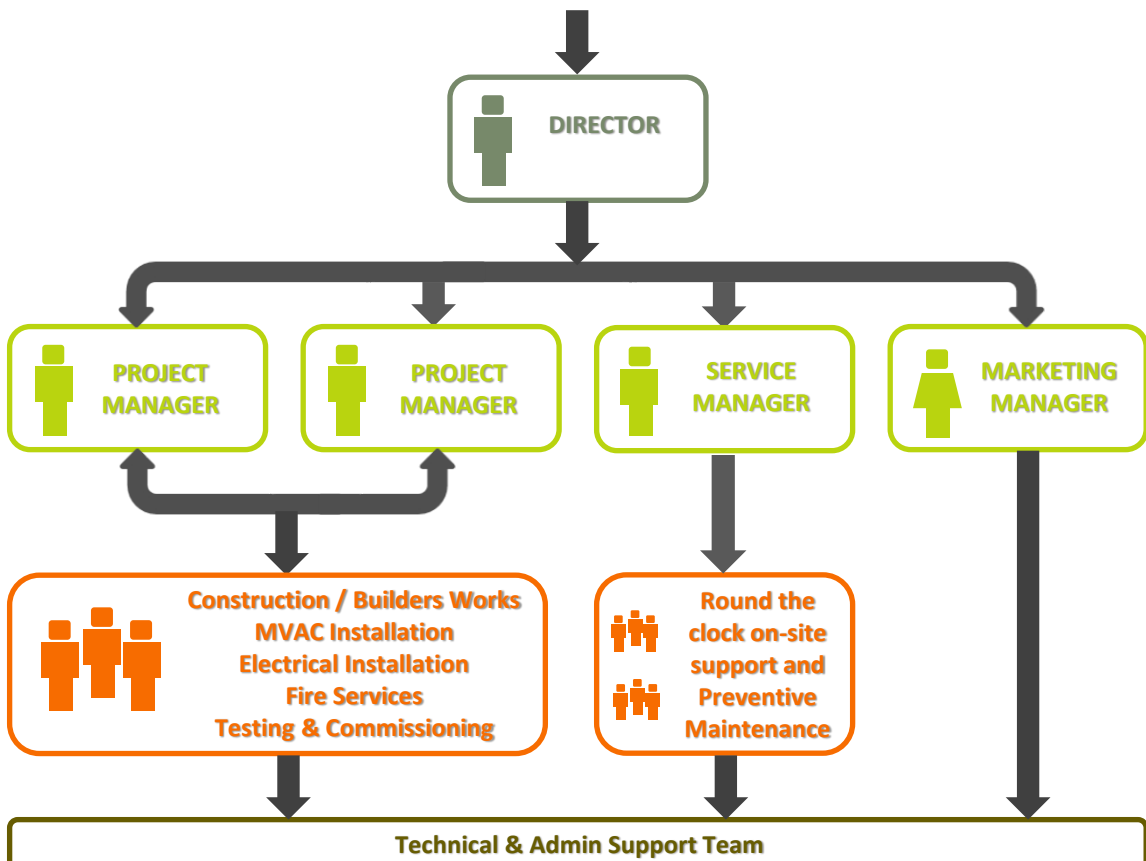 DIRECTOR
PROJECT
MANAGER
PROJECT
MANAGER
SERVICE
MANAGER
MARKETING
MANAGER
Construction / Builders Works
MVAC Installation
Electrical Installation
Fire Services
Testing & Commissioning
Round the
clock on-site
support and
Preventive
Maintenance
Technical & Admin Support Team